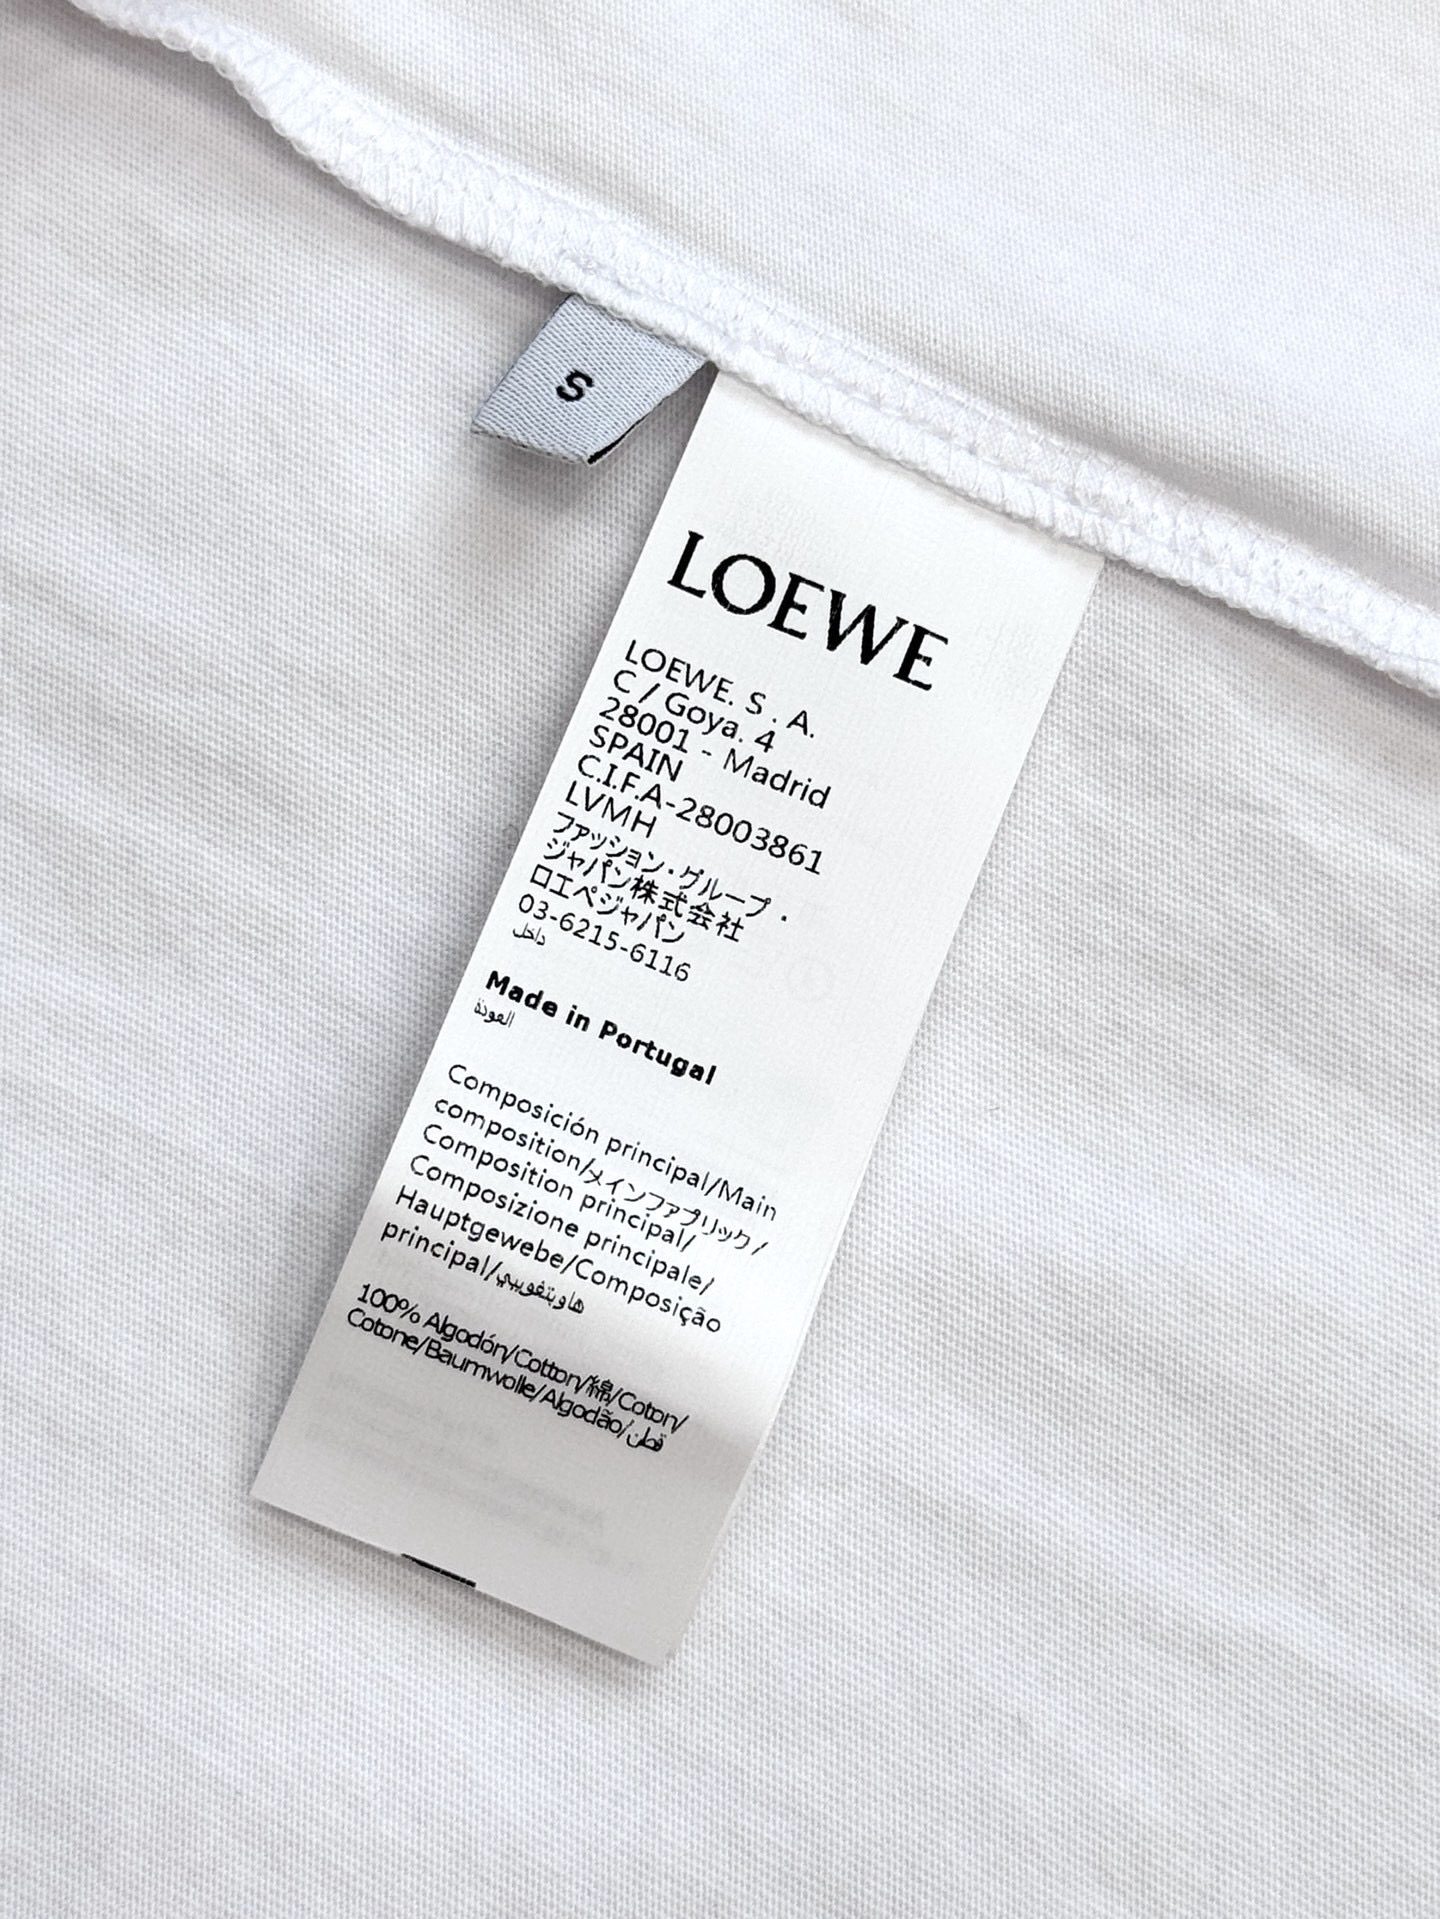 S
LOEWE
LOEWE. S . A.
C / Goya. 4
28001 - Madrid
SPAIN
C.I.F.A-28003861
LVMH
ファッション・グループ・
ジャパン株式会社
ロエベジャパン
03-6215-6116
داخل
Made in Portugal
العودة
Composición principal/Main
composition/メインファブリック/
Composition principal/
Composizione principale/
Hauptgewebe/Composição
principal/
100% Algodón/Cotton/綿/Coton/
Cotone/Baumwolle/Algodão/قطن